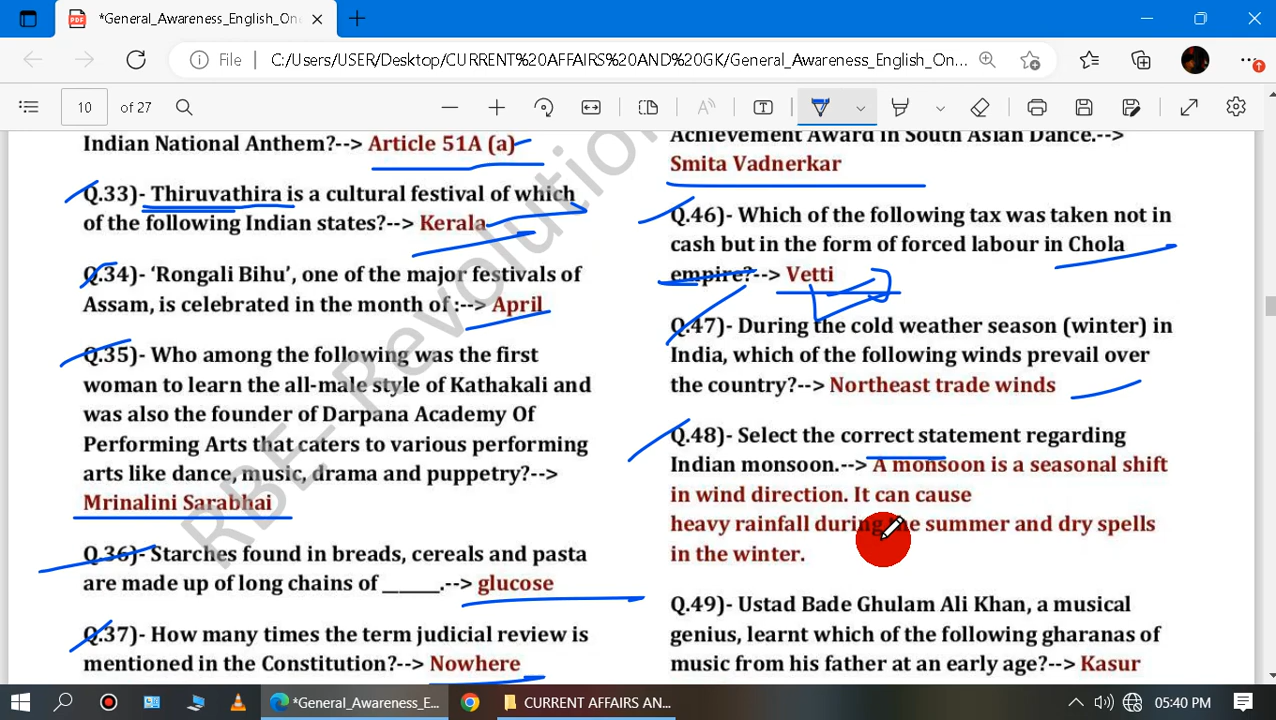 *General_Awareness_English_On
File
C:/Users/USER/Desktop/CURRENT%20AFFAIRS%20AND%20GK/General_Awareness_English_On...
10 of 27
Indian National Anthem?--> Article 51A (a)
Q.33)- Thiruvathira is a cultural festival of which
of the following Indian states?--> Kerala
Q.34)- ‘Rongali Bihu’, one of the major festivals of
Assam, is celebrated in the month of :--> April
Q.35)- Who among the following was the first
woman to learn the all-male style of Kathakali and
was also the founder of Darpana Academy Of
Performing Arts that caters to various performing
arts like dance, music, drama and puppetry?-->
Mrinalini Sarabhai
Q.36)- Starches found in breads, cereals and pasta
are made up of long chains of ______.--> glucose
Q.37)- How many times the term judicial review is
mentioned in the Constitution?--> Nowhere
Achievement Award in South Asian Dance.-->
Smita Vadnerkar
Q.46)- Which of the following tax was taken not in
cash but in the form of forced labour in Chola
empire?--> Vetti
Q.47)- During the cold weather season (winter) in
India, which of the following winds prevail over
the country?--> Northeast trade winds
Q.48)- Select the correct statement regarding
Indian monsoon.--> A monsoon is a seasonal shift
in wind direction. It can cause
heavy rainfall during the summer and dry spells
in the winter.
Q.49)- Ustad Bade Ghulam Ali Khan, a musical
genius, learnt which of the following gharanas of
music from his father at an early age?--> Kasur
RBE- Revolution
*General_Awareness_E...
CURRENT AFFAIRS AN...
05:40 PM